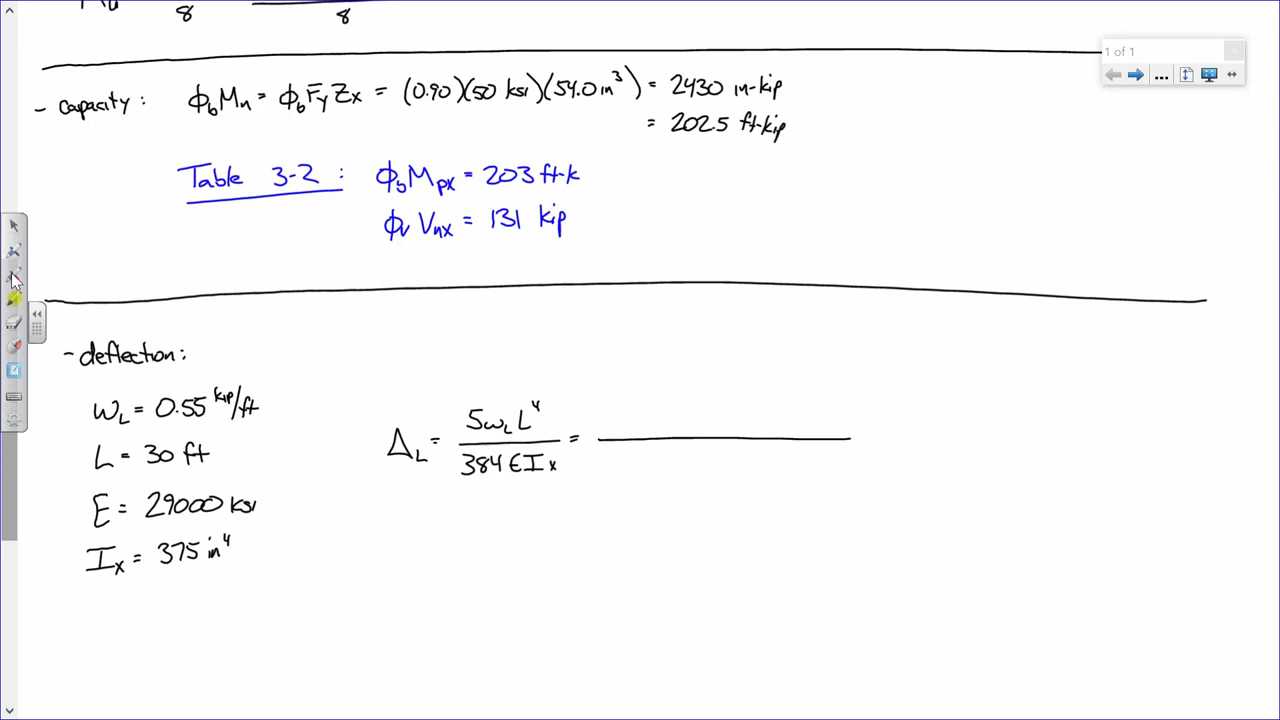 8
8
1 of 1
- capacity : ϕbMn = ϕbFyZx = (0.90)(50 ksi)(54.0 in³) = 2430 in-kip
= 202.5 ft-kip
Table 3-2 : ϕbMpx = 203 ft-k
ϕvVnx = 131 kip
- deflection:
ωL = 0.55 kip/ft
L = 30 ft
E = 29000 ksi
Ix = 375 in⁴
ΔL = 5ωLL⁴ / 384EIx =